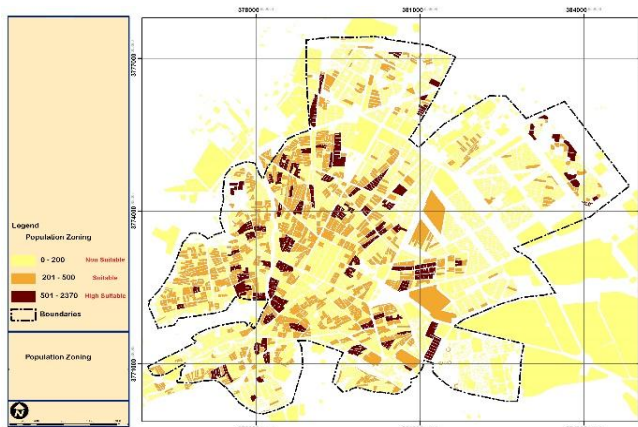 378000
381000
384000
3777000
3774000
3771000
Legend
Population Zoning
0 - 200 Non Suitable
201 - 500 Suitable
501 - 2370 High Suitable
Boundaries
Population Zoning
N